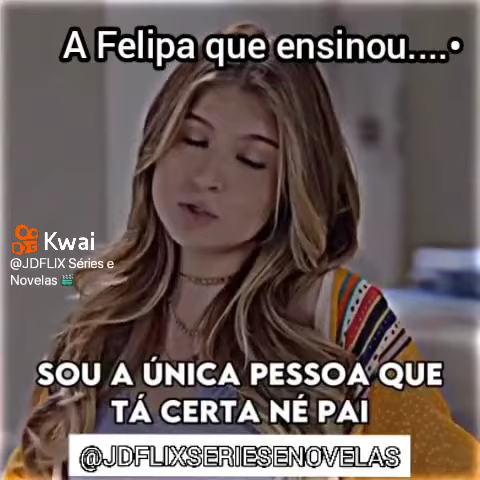 A Felipa que ensinou....•
Kwai
@JDFLIX Séries e
Novelas
SOU A ÚNICA PESSOA QUE
TÁ CERTA NÉ PAI
@JDFLIXSERIESENOVELAS